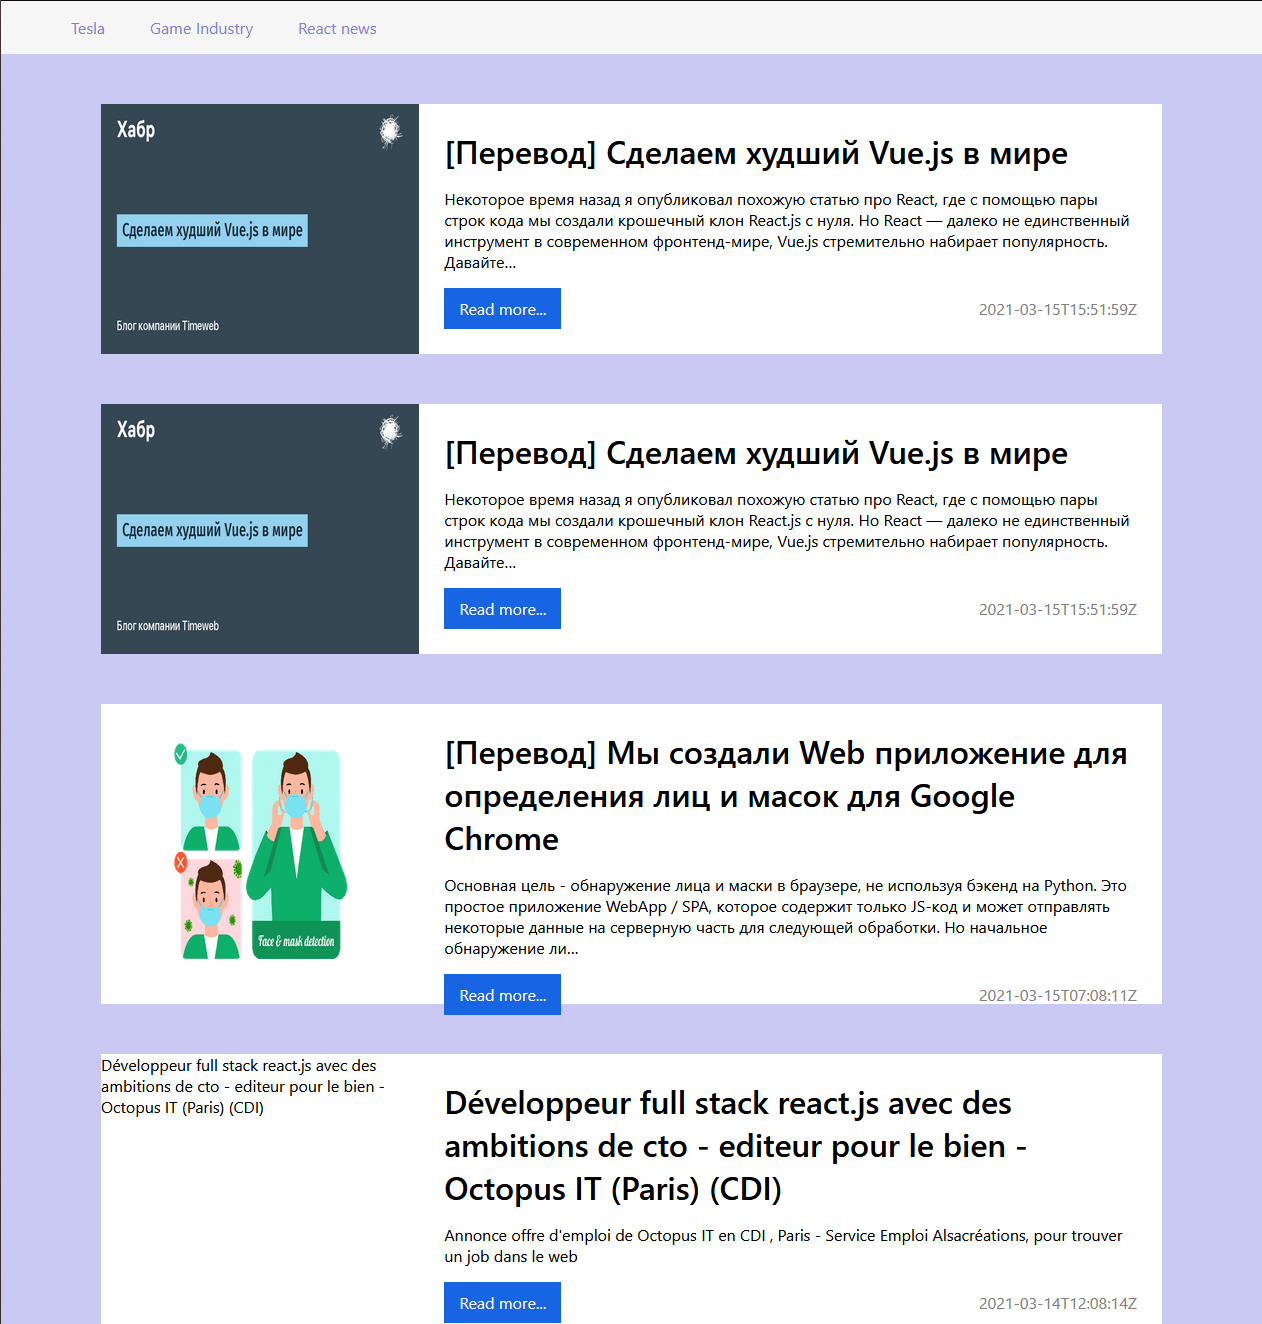 Tesla Game Industry React news
Хабр
Сделаем худший Vue.js в мире
Блог компании Timeweb
[Перевод] Сделаем худший Vue.js в мире
Некоторое время назад я опубликовал похожую статью про React, где с помощью пары
строк кода мы создали крошечный клон React.js с нуля. Но React — далеко не единственный
инструмент в современном фронтенд-мире, Vue.js стремительно набирает популярность.
Давайте...
Read more... 2021-03-15T15:51:59Z
Хабр
Сделаем худший Vue.js в мире
Блог компании Timeweb
[Перевод] Сделаем худший Vue.js в мире
Некоторое время назад я опубликовал похожую статью про React, где с помощью пары
строк кода мы создали крошечный клон React.js с нуля. Но React — далеко не единственный
инструмент в современном фронтенд-мире, Vue.js стремительно набирает популярность.
Давайте...
Read more... 2021-03-15T15:51:59Z
Face & mask detection
[Перевод] Мы создали Web приложение для
определения лиц и масок для Google
Chrome
Основная цель - обнаружение лица и маски в браузере, не используя бэкенд на Python. Это
простое приложение WebApp / SPA, которое содержит только JS-код и может отправлять
некоторые данные на серверную часть для следующей обработки. Но начальное
обнаружение ли...
Read more... 2021-03-15T07:08:11Z
Développeur full stack react.js avec des
ambitions de cto - editeur pour le bien -
Octopus IT (Paris) (CDI)
Développeur full stack react.js avec des
ambitions de cto - editeur pour le bien -
Octopus IT (Paris) (CDI)
Annonce offre d'emploi de Octopus IT en CDI , Paris - Service Emploi Alsacréations, pour trouver
un job dans le web
Read more... 2021-03-14T12:08:14Z